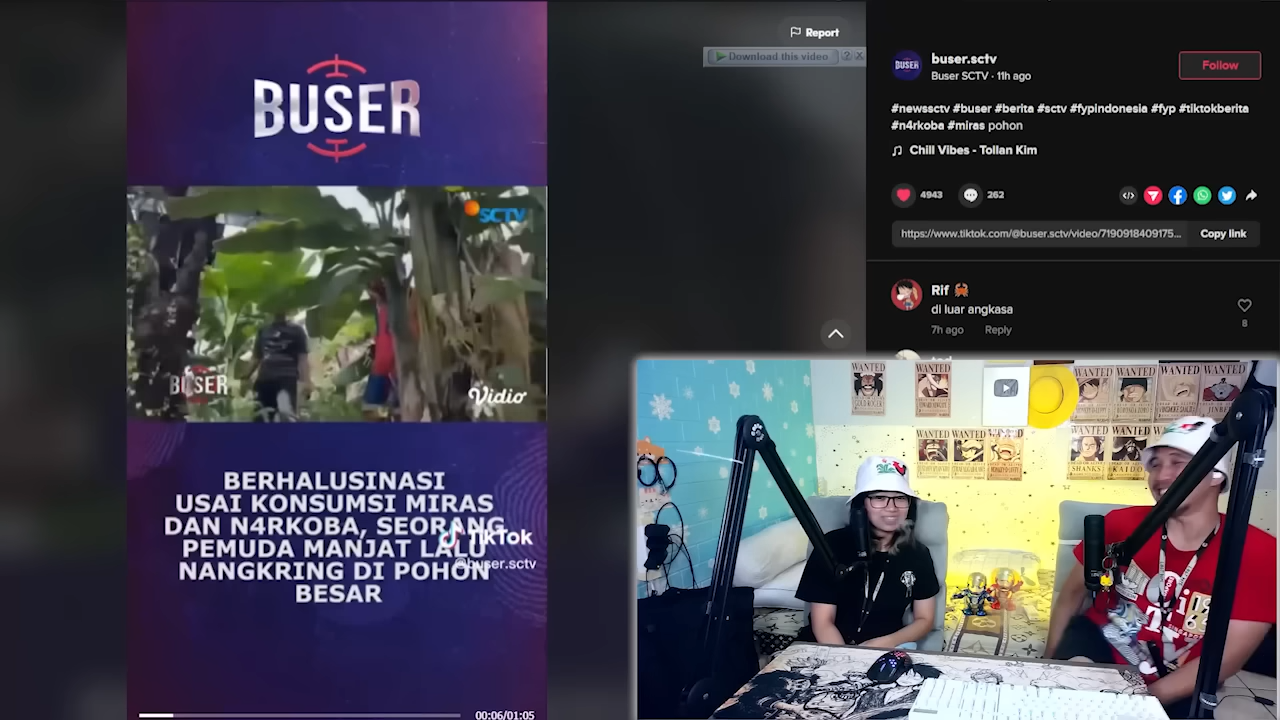 BUSER
SCTV
BUSER
Vidio
BERHALUSINASI
USAI KONSUMSI MIRAS
DAN N4RKOBA, SEORANG
PEMUDA MANJAT LALU
NANGKRING DI POHON
BESAR
TikTok
@buser.sctv
00:06/01:05
Report
Download this video
?
X
BUSER
buser.sctv
Buser SCTV · 11h ago
Follow
#newssctv #buser #berita #sctv #fypindonesia #fyp #tiktokberita
#n4rkoba #miras pohon
Chill Vibes - Tollan Kim
4943
262
https://www.tiktok.com/@buser.sctv/video/7190918409175...
Copy link
Rif
di luar angkasa
7h ago
Reply
8
WANTED
WANTED
WANTED
WANTED
WANTED
WANTED
WANTED
WANTED
SHANKS
KAIDO